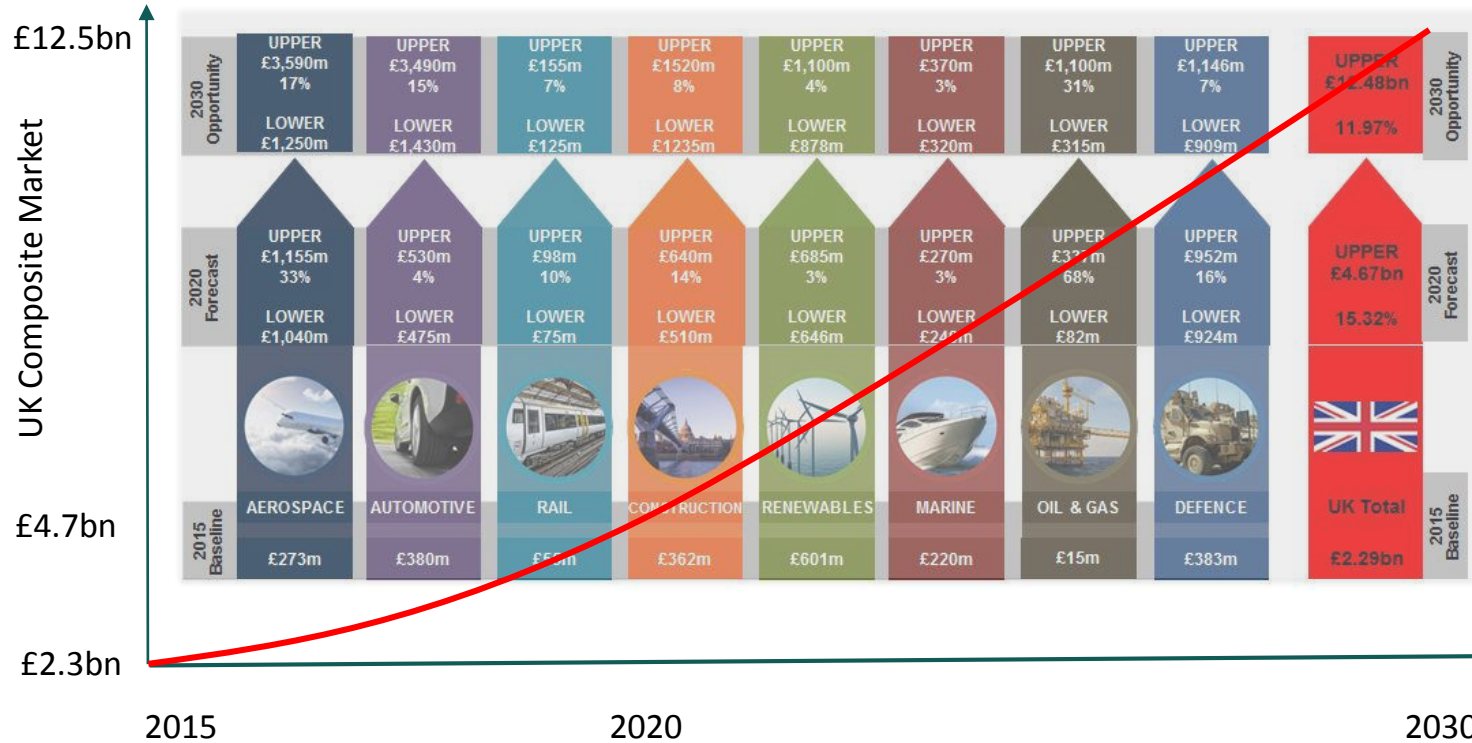 £12.5bn
£4.7bn
£2.3bn
UK Composite Market
2015
2020
2030
2030
Opportunity
UPPER
£3,590m
17%
LOWER
£1,250m
UPPER
£3,490m
15%
LOWER
£1,430m
UPPER
£155m
7%
LOWER
£125m
UPPER
£1520m
8%
LOWER
£1235m
UPPER
£1,100m
4%
LOWER
£878m
UPPER
£370m
3%
LOWER
£320m
UPPER
£1,100m
31%
LOWER
£315m
UPPER
£1,146m
7%
LOWER
£909m
UPPER
£12.48bn
11.97%
2030
Opportunity
2020
Forecast
UPPER
£1,155m
33%
LOWER
£1,040m
UPPER
£530m
4%
LOWER
£475m
UPPER
£98m
10%
LOWER
£75m
UPPER
£640m
14%
LOWER
£510m
UPPER
£685m
3%
LOWER
£646m
UPPER
£270m
3%
LOWER
UPPER
68%
LOWER
£82m
UPPER
£952m
16%
LOWER
£924m
UPPER
£4.67bn
15.32%
2020
Forecast
2015
Baseline
AEROSPACE
£273m
AUTOMOTIVE
£380m
RAIL
CONSTRUCTION
£362m
RENEWABLES
£601m
MARINE
£220m
OIL & GAS
£15m
DEFENCE
£383m
UK Total
£2.29bn
2015
Baseline